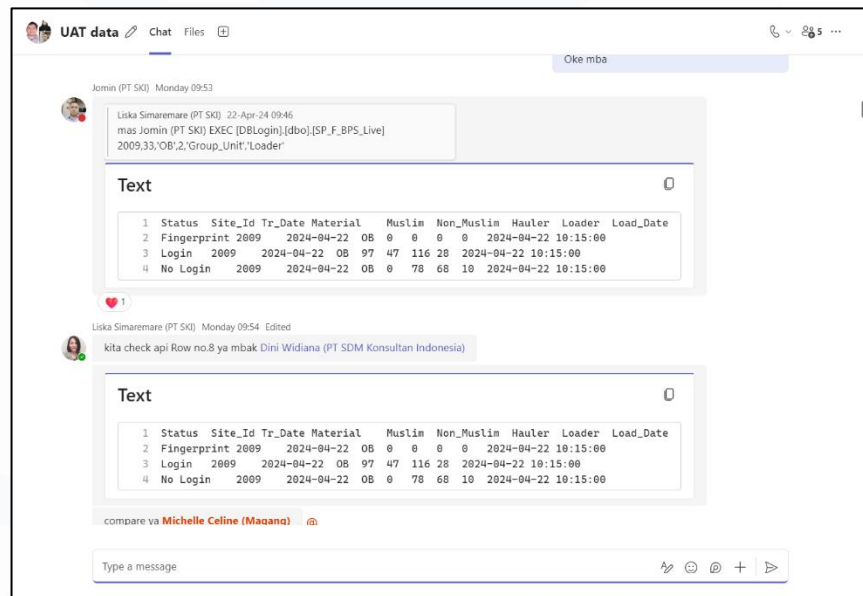 UAT data Chat Files 5
Oke mba
Jomin (PT SKI) Monday 09:53
Liska Simaremare (PT SKI) 22-Apr-24 09:46
mas Jomin (PT SKI) EXEC [DBLogin].[dbo].[SP_F_BPS_Live]
2009,33,'OB',2,'Group_Unit','Loader'
Text
1 Status Site_Id Tr_Date Material Muslim Non_Muslim Hauler Loader Load_Date
2 Fingerprint 2009 2024-04-22 OB 0 0 0 0 2024-04-22 10:15:00
3 Login 2009 2024-04-22 OB 97 47 116 28 2024-04-22 10:15:00
4 No Login 2009 2024-04-22 OB 0 78 68 10 2024-04-22 10:15:00
1
Liska Simaremare (PT SKI) Monday 09:54 Edited
kita check api Row no.8 ya mbak Dini Widiana (PT SDM Konsultan Indonesia)
Text
1 Status Site_Id Tr_Date Material Muslim Non_Muslim Hauler Loader Load_Date
2 Fingerprint 2009 2024-04-22 OB 0 0 0 0 2024-04-22 10:15:00
3 Login 2009 2024-04-22 OB 97 47 116 28 2024-04-22 10:15:00
4 No Login 2009 2024-04-22 OB 0 78 68 10 2024-04-22 10:15:00
compare ya Michelle Celine (Magang) @
Type a message